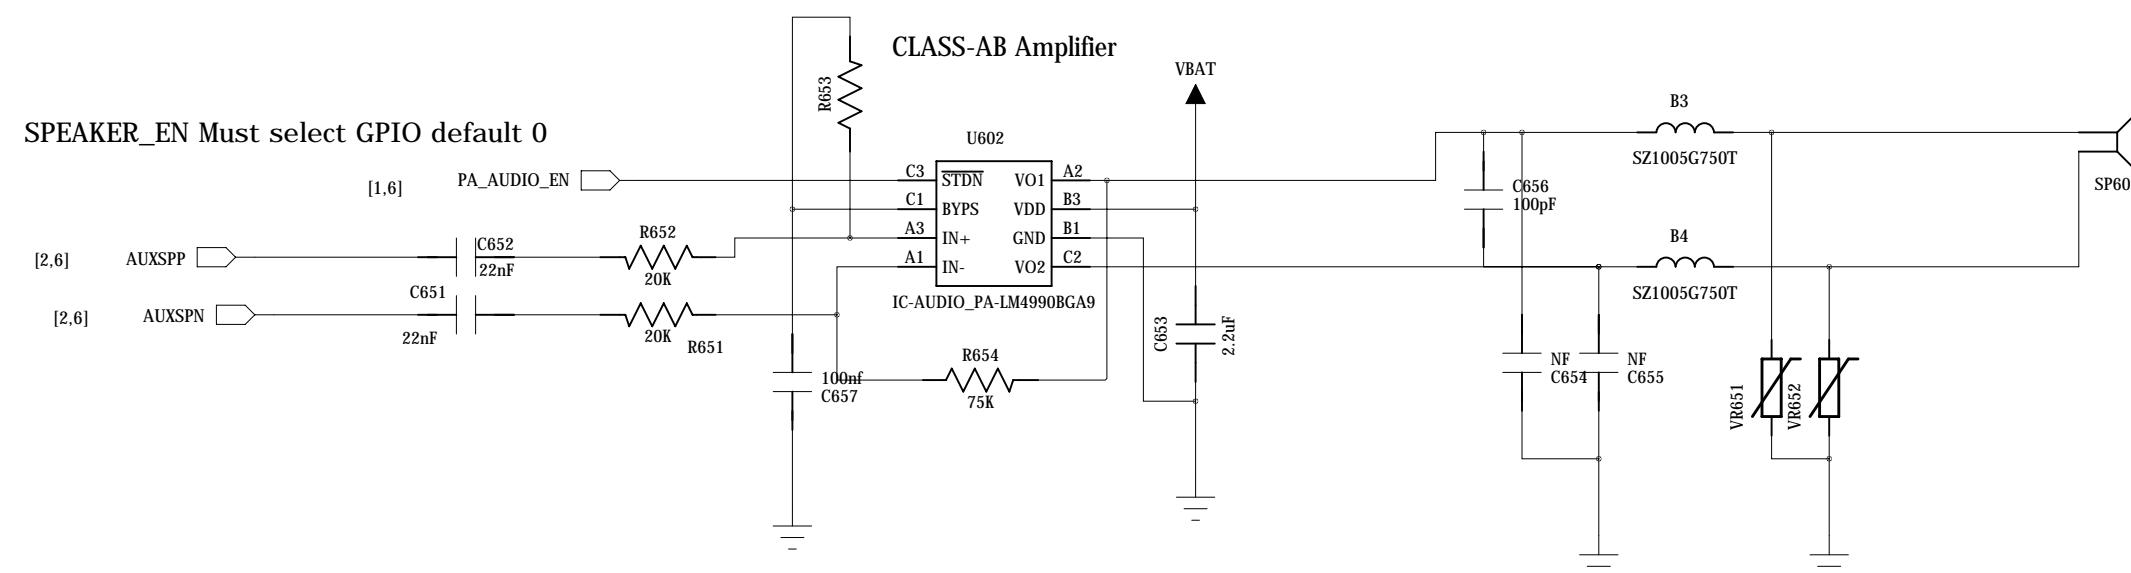 CLASS-AB Amplifier
VBAT
R653
B3
SPEAKER_EN Must select GPIO default 0
U602
SZ1005G750T
[1,6]
PA_AUDIO_EN
C3
STDN
VO1
A2
C656
100pF
SP60
C1
BYPS
VDD
B3
A3
IN+
GND
B1
A1
IN-
VO2
C2
R652
20K
B4
[2,6]
AUXSPP
C652
22nF
IC-AUDIO_PA-LM4990BGA9
SZ1005G750T
C651
22nF
[2,6]
AUXSPN
20K
R651
C653
2.2uF
R654
75K
100nf
C657
NF
C654
NF
C655
VR651
VR652